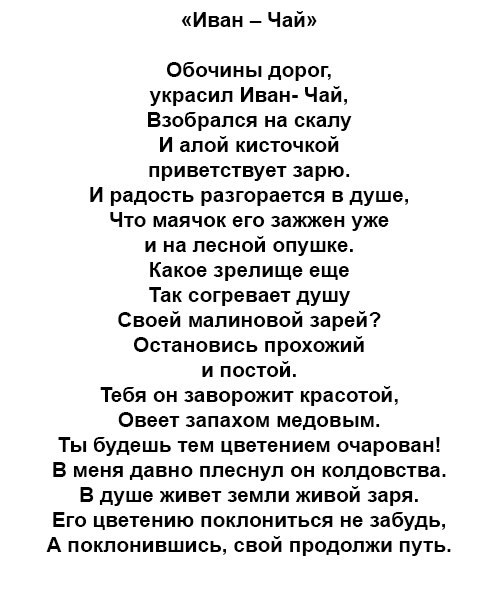 «Иван – Чай»
Обочины дорог,
украсил Иван- Чай,
Взобрался на скалу
И алой кисточкой
приветствует зарю.
И радость разгорается в душе,
Что маячок его зажжен уже
и на лесной опушке.
Какое зрелище еще
Так согревает душу
Своей малиновой зарей?
Остановись прохожий
и постой.
Тебя он заворожит красотой,
Овеет запахом медовым.
Ты будешь тем цветением очарован!
В меня давно плеснул он колдовства.
В душе живет земли живой заря.
Его цветению поклониться не забудь,
А поклонившись, свой продолжи путь.